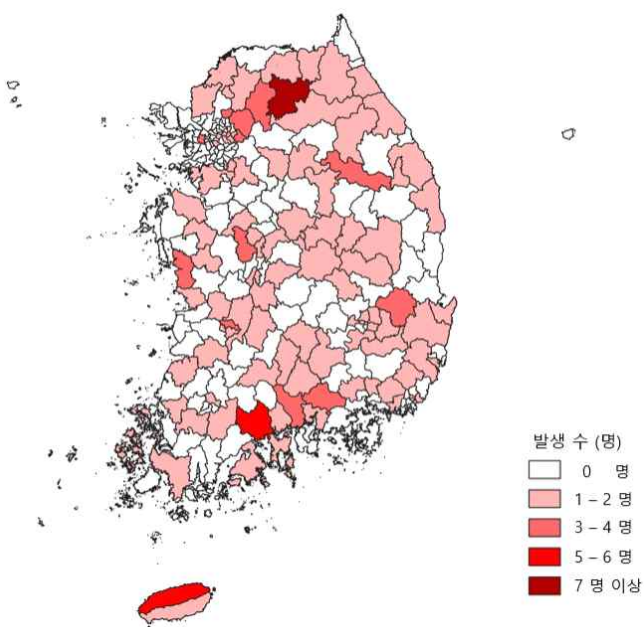 발생 수 (명)
0 명
1 – 2 명
3 – 4 명
5 – 6 명
7 명 이상